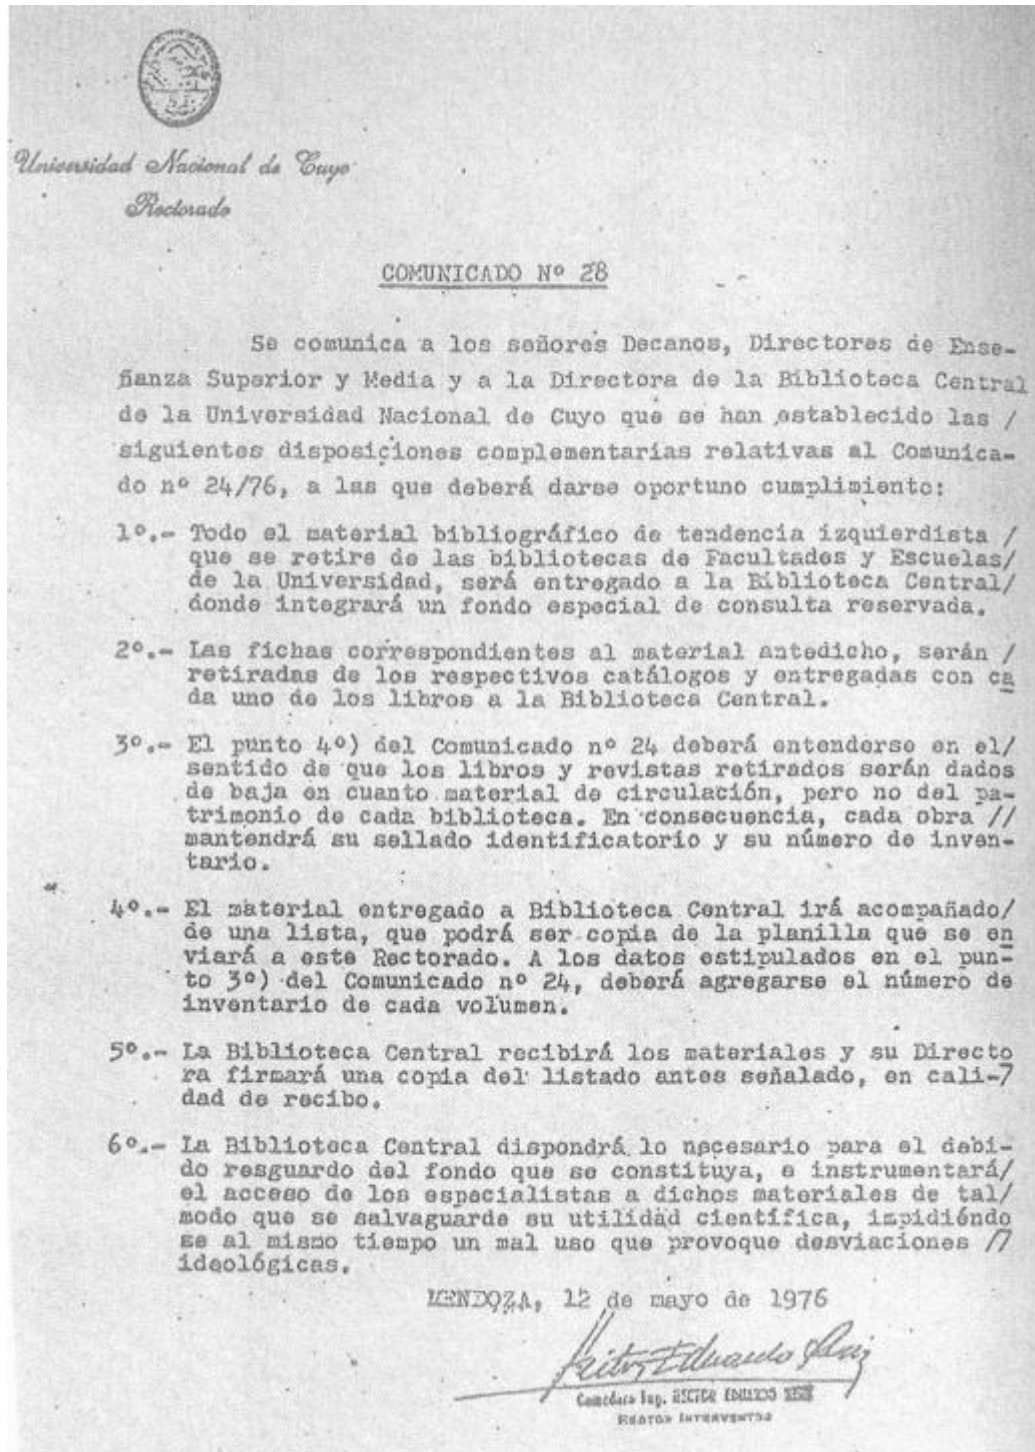 Universidad Nacional de Cuyo
Rectorado
COMUNICADO Nº 28
Se comunica a los señores Decanos, Directores de Ense-
ñanza Superior y Media y a la Directora de la Biblioteca Central
de la Universidad Nacional de Cuyo que se han establecido las /
siguientes disposiciones complementarias relativas al Comunica-
do nº 24/76, a las que deberá darse oportuno cumplimiento:
1º.- Todo el material bibliográfico de tendencia izquierdista /
que se retire de las bibliotecas de Facultades y Escuelas/
de la Universidad, será entregado a la Biblioteca Central/
donde integrará un fondo especial de consulta reservada.
2º.- Las fichas correspondientes al material antedicho, serán /
retiradas de los respectivos catálogos y entregadas con ca
da uno de los libros a la Biblioteca Central.
3º.- El punto 4º) del Comunicado nº 24 deberá entenderse en el/
sentido de que los libros y revistas retirados serán dados
de baja en cuanto material de circulación, pero no del pa-
trimonio de cada biblioteca. En consecuencia, cada obra //
mantendrá su sellado identificatorio y su número de inven-
tario.
4º.- El material entregado a Biblioteca Central irá acompañado/
de una lista, que podrá ser copia de la planilla que se en
viará a este Rectorado. A los datos estipulados en el pun-
to 3º) del Comunicado nº 24, deberá agregarse el número de
inventario de cada volumen.
5º.- La Biblioteca Central recibirá los materiales y su Directo
ra firmará una copia del listado antes señalado, en cali-/
dad de recibo.
6º.- La Biblioteca Central dispondrá lo necesario para el debi-
do resguardo del fondo que se constituya, e instrumentará/
el acceso de los especialistas a dichos materiales de tal/
modo que se salvaguarde su utilidad científica, impidiéndo
se al mismo tiempo un mal uso que provoque desviaciones //
ideológicas.
MENDOZA, 12 de mayo de 1976
Héctor Eduardo Ruiz
Comodoro Ing. HECTOR EDUARDO RUIZ
RECTOR INTERVENTOR